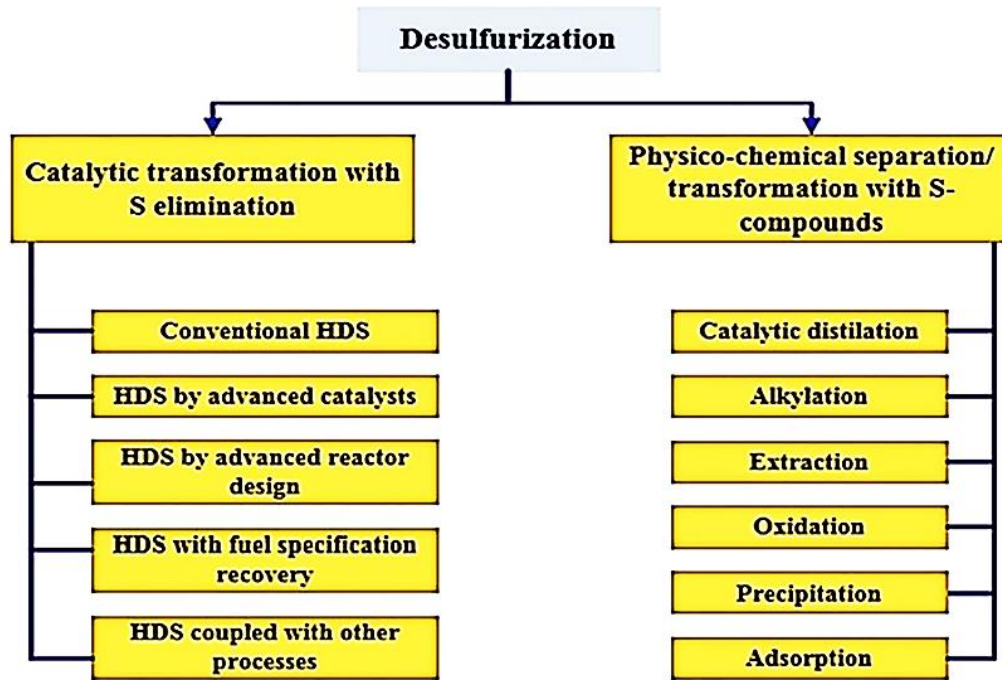 Desulfurization
Catalytic transformation with
S elimination
Conventional HDS
HDS by advanced catalysts
HDS by advanced reactor
design
HDS with fuel specification
recovery
HDS coupled with other
processes
Physico-chemical separation/
transformation with S-
compounds
Catalytic distilation
Alkylation
Extraction
Oxidation
Precipitation
Adsorption